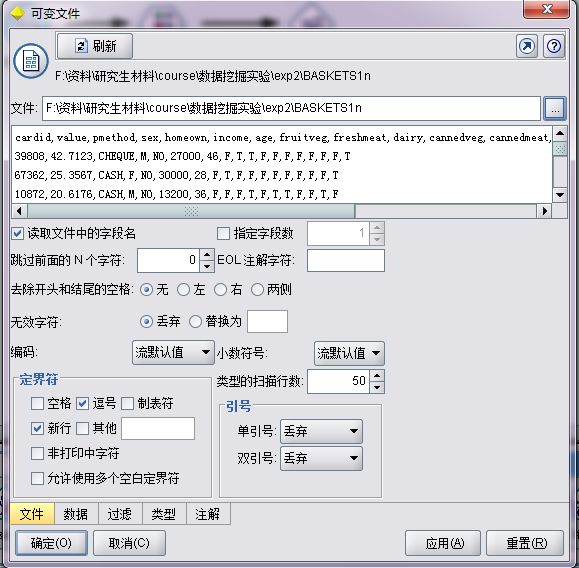 可变文件
刷新
F:\资料\研究生材料\course\数据挖掘实验\exp2\BASKETS1n
文件: F:\资料\研究生材料\course\数据挖掘实验\exp2\BASKETS1n ...
cardid,value,pmethod,sex,homeown,income,age,fruitveg,freshmeat,dairy,cannedveg,cannedmeat,
39808,42.7123,CHEQUE,M,NO,27000,46,F,T,T,F,F,F,F,F,F,F,T
67362,25.3567,CASH,F,NO,30000,28,F,T,F,F,F,F,F,F,F,F,T
10872,20.6176,CASH,M,NO,13200,36,F,F,F,T,F,T,T,F,F,T,F
读取文件中的字段名 指定字段数 1
跳过前面的 N 个字符: 0 EOL 注解字符:
去除开头和结尾的空格: 无 左 右 两侧
无效字符: 丢弃 替换为
编码: 流默认值 小数符号: 流默认值
类型的扫描行数: 50
定界符
空格 逗号 制表符
新行 其他
非打印中字符
允许使用多个空白定界符
引号
单引号: 丢弃
双引号: 丢弃
文件 数据 过滤 类型 注解
确定(O) 取消(C) 应用(A) 重置(R)